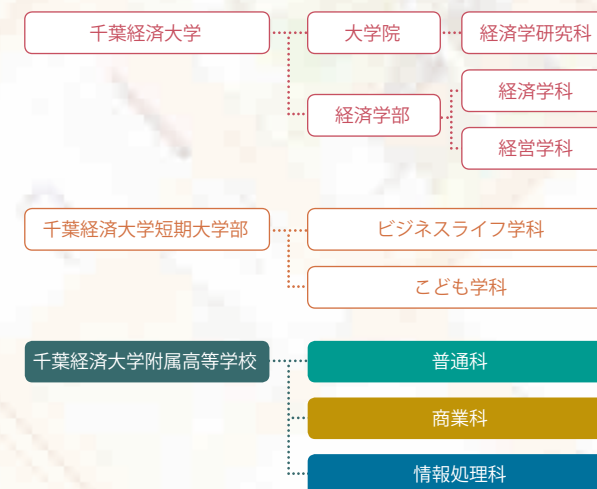 千葉経済大学
大学院
経済学研究科
経済学部
経済学科
経営学科
千葉経済大学短期大学部
ビジネスライフ学科
こども学科
千葉経済大学附属高等学校
普通科
商業科
情報処理科